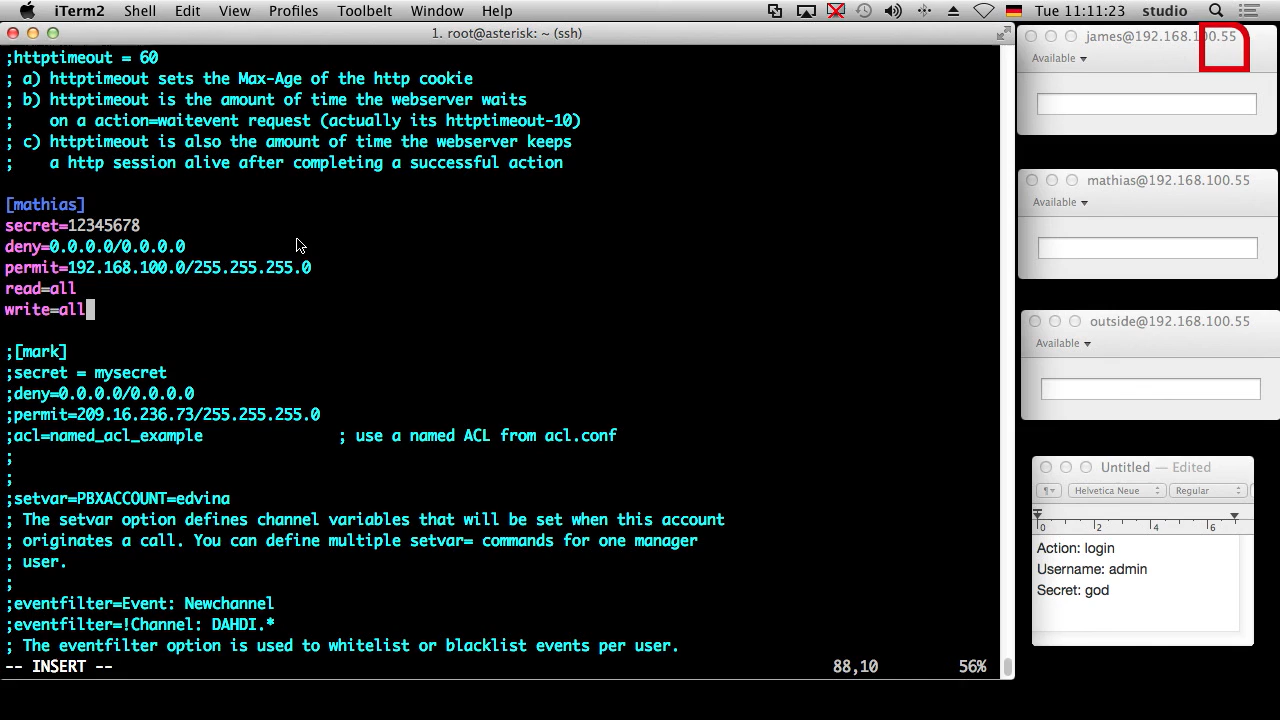 iTerm2 Shell Edit View Profiles Toolbelt Window Help Tue 11:11:23 studio
1. root@asterisk: ~ (ssh)
;httptimeout = 60
; a) httptimeout sets the Max-Age of the http cookie
; b) httptimeout is the amount of time the webserver waits
;    on a action=waitevent request (actually its httptimeout-10)
; c) httptimeout is also the amount of time the webserver keeps
;    a http session alive after completing a successful action
[mathias]
secret=12345678
deny=0.0.0.0/0.0.0.0
permit=192.168.100.0/255.255.255.0
read=all
write=all
;[mark]
;secret = mysecret
;deny=0.0.0.0/0.0.0.0
;permit=209.16.236.73/255.255.255.0
;acl=named_acl_example               ; use a named ACL from acl.conf
;
;
;setvar=PBXACCOUNT=edvina
; The setvar option defines channel variables that will be set when this account
; originates a call. You can define multiple setvar= commands for one manager
; user.
;
;eventfilter=Event: Newchannel
;eventfilter=!Channel: DAHDI.*
; The eventfilter option is used to whitelist or blacklist events per user.
-- INSERT -- 88,10 56%
james@192.168.100.55
Available
mathias@192.168.100.55
Available
outside@192.168.100.55
Available
Untitled — Edited
¶ Helvetica Neue Regular
0 2 4 6
Action: login
Username: admin
Secret: god